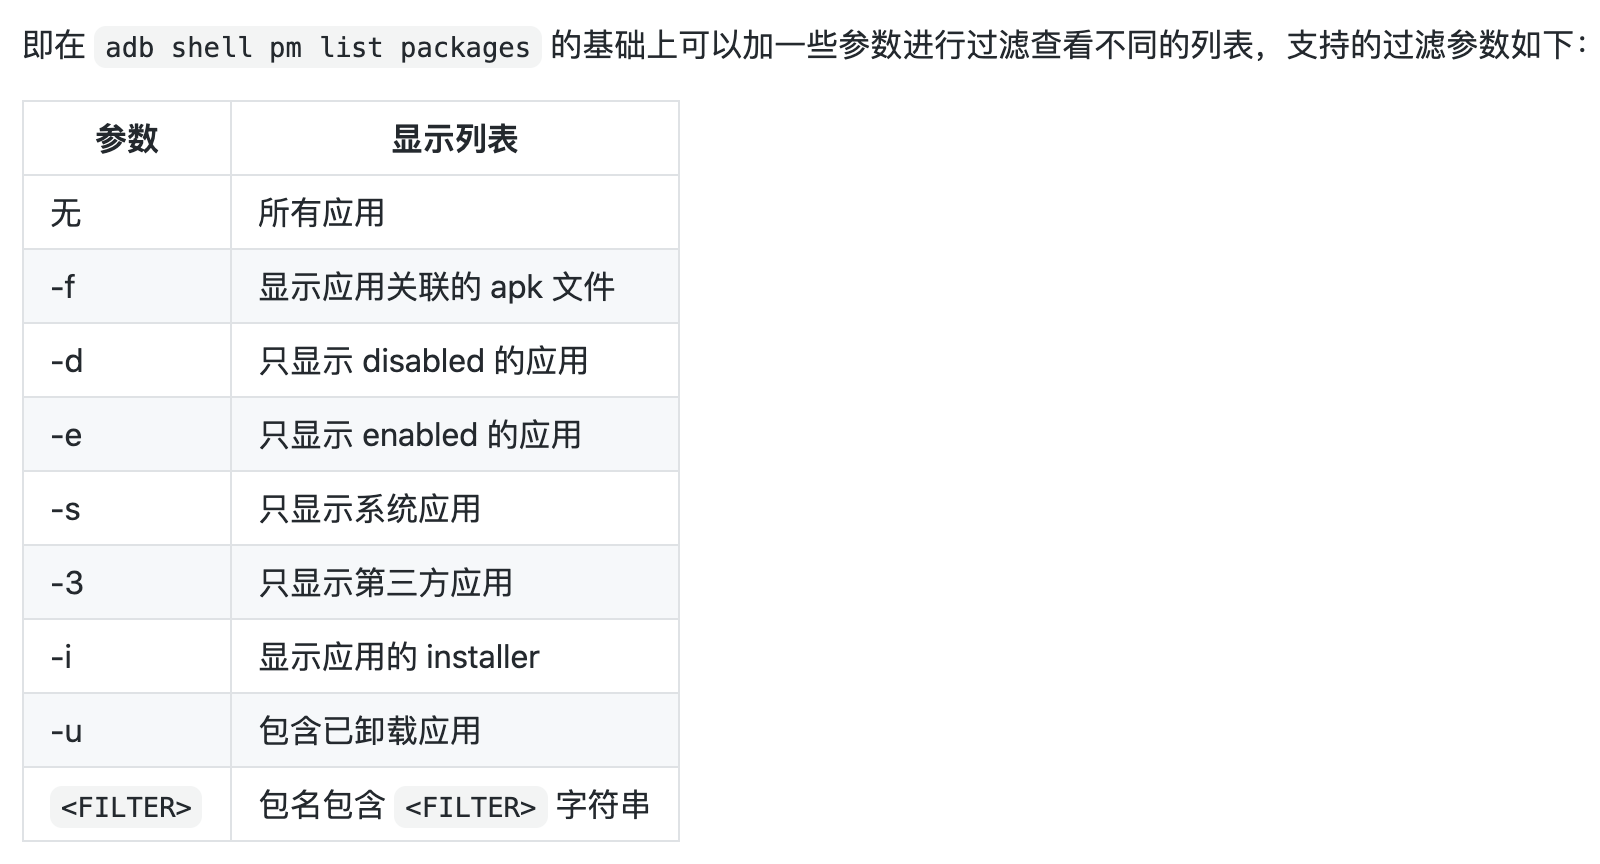 即在 adb shell pm list packages 的基础上可以加一些参数进行过滤查看不同的列表，支持的过滤参数如下：
参数 显示列表
无 所有应用
-f 显示应用关联的 apk 文件
-d 只显示 disabled 的应用
-e 只显示 enabled 的应用
-s 只显示系统应用
-3 只显示第三方应用
-i 显示应用的 installer
-u 包含已卸载应用
<FILTER> 包名包含 <FILTER> 字符串